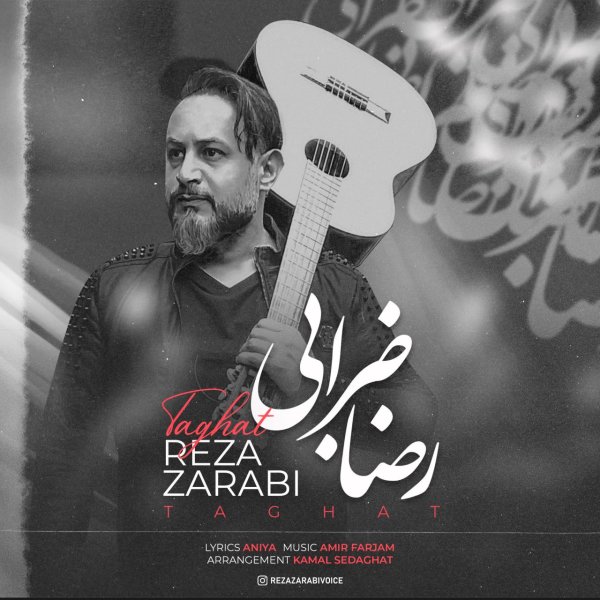 رضا ضرابی
Taghat
REZA
ZARABI
TAGHAT
LYRICS ANIYA MUSIC AMIR FARJAM
ARRANGEMENT KAMAL SEDAGHAT
REZAZARABIVOICE